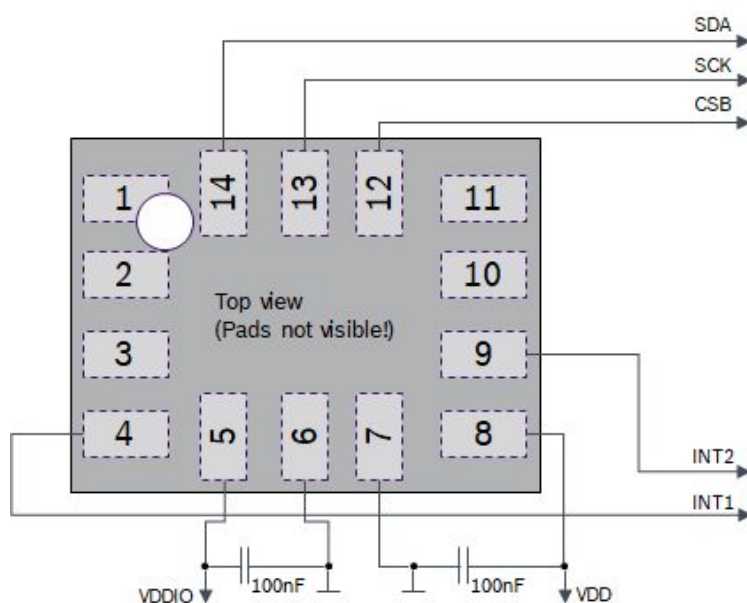 SDA
SCK
CSB
14
13
12
1
11
2
10
Top view
(Pads not visible!)
3
9
4
5
6
7
8
INT2
INT1
100nF
100nF
VDDIO
VDD